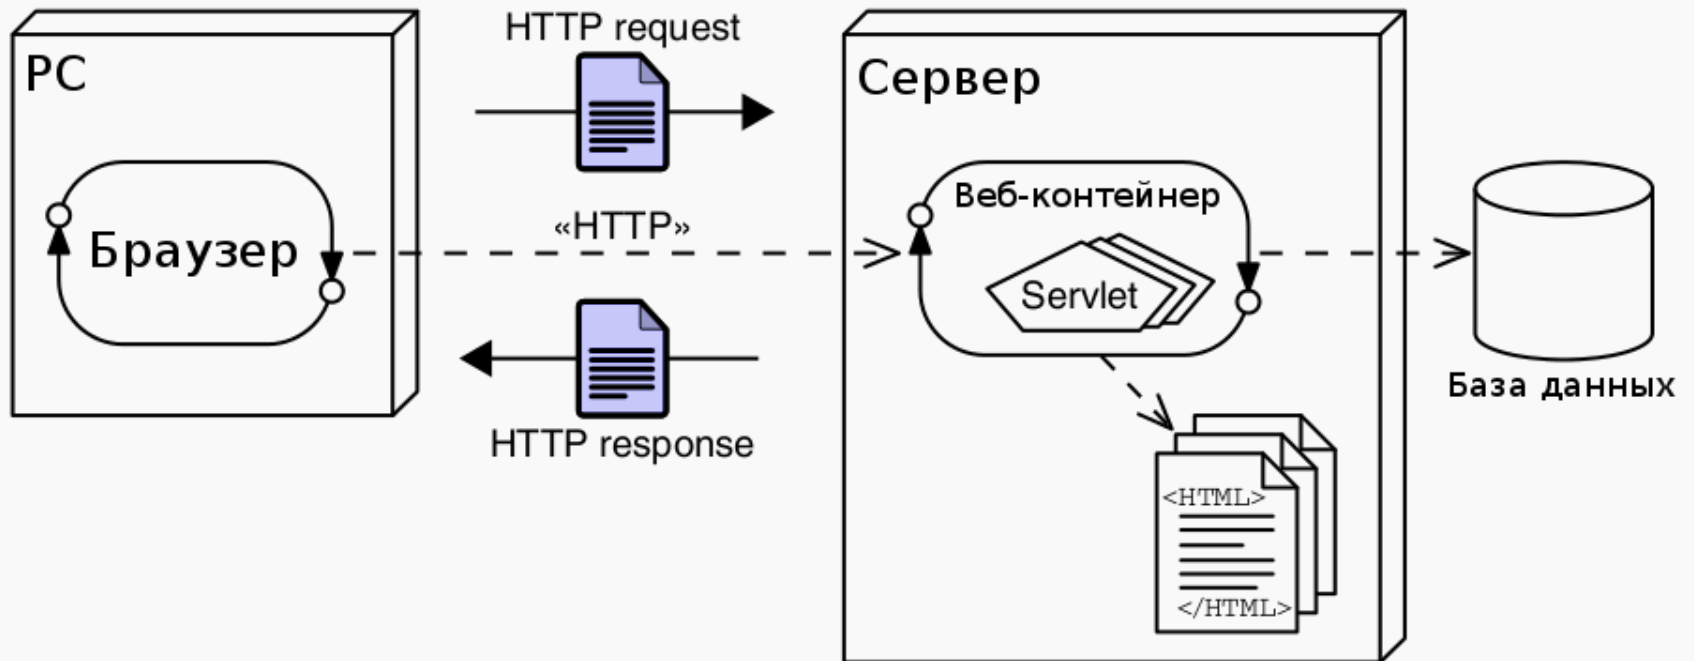 PC
Браузер
HTTP request
«HTTP»
HTTP response
Сервер
Веб-контейнер
Servlet
<HTML>
</HTML>
База данных